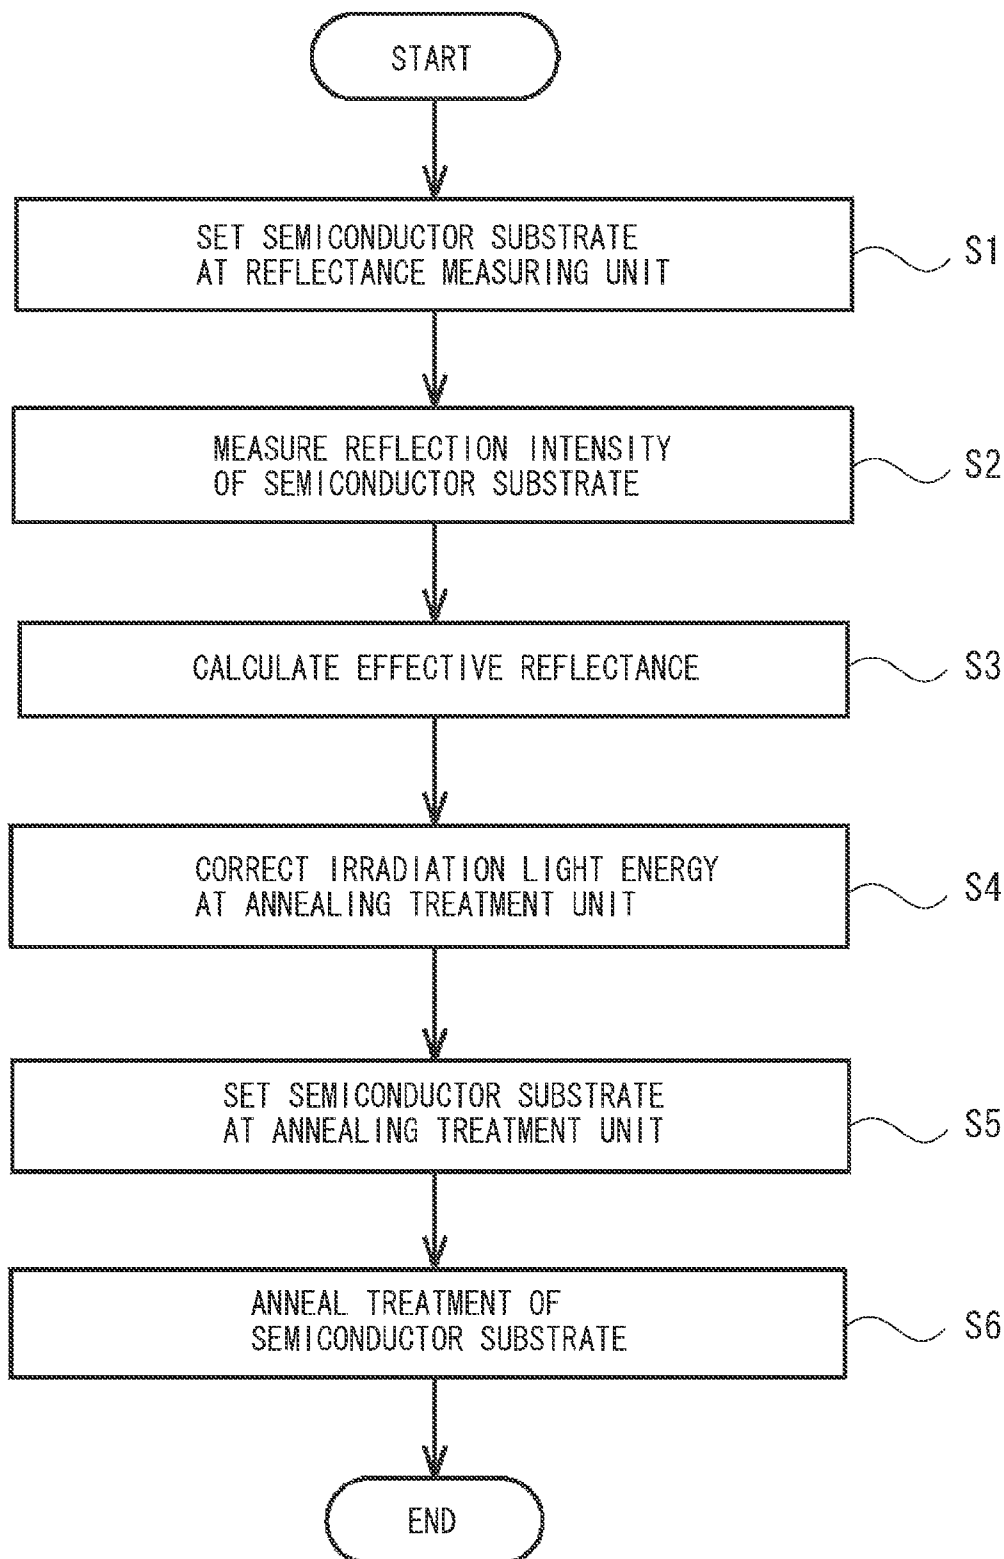 START
SET SEMICONDUCTOR SUBSTRATE
AT REFLECTANCE MEASURING UNIT
S1
MEASURE REFLECTION INTENSITY
OF SEMICONDUCTOR SUBSTRATE
S2
CALCULATE EFFECTIVE REFLECTANCE
S3
CORRECT IRRADIATION LIGHT ENERGY
AT ANNEALING TREATMENT UNIT
S4
SET SEMICONDUCTOR SUBSTRATE
AT ANNEALING TREATMENT UNIT
S5
ANNEAL TREATMENT OF
SEMICONDUCTOR SUBSTRATE
S6
END